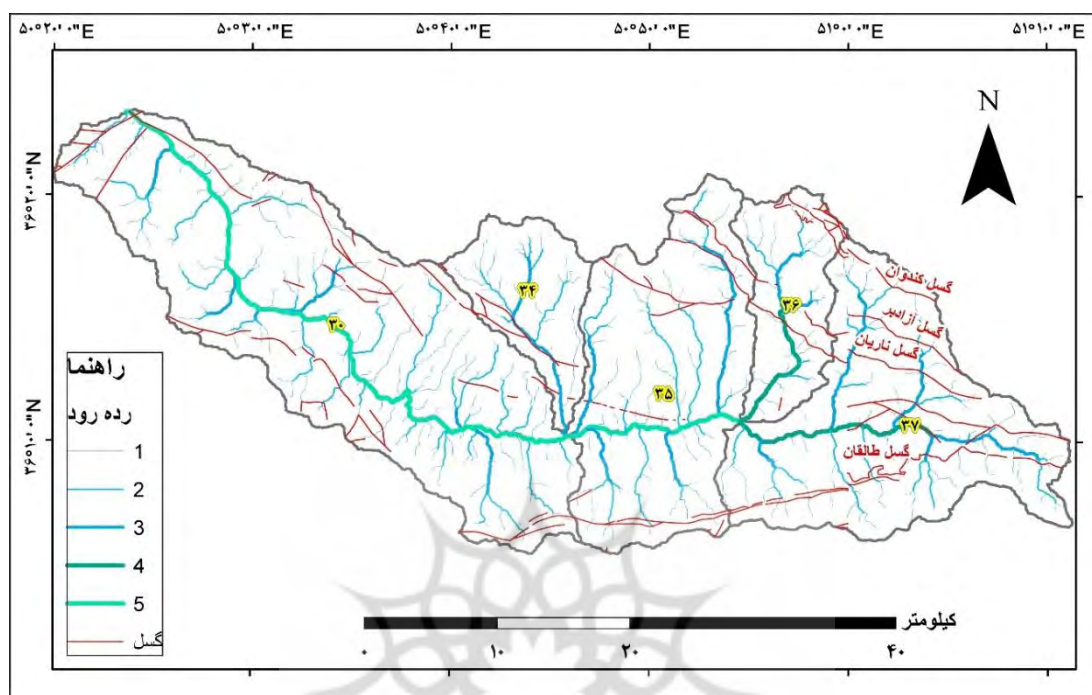 ۵۰°۲۰'۰"E ۵۰°۳۰'۰"E ۵۰°۴۰'۰"E ۵۰°۵۰'۰"E ۵۱°۰'۰"E ۵۱°۱۰'۰"E
N
۳۶°۲۰'۰"N
۳۶°۱۰'۰"N
گسل کندوان
گسل آزادبر
گسل ناریان
گسل طالقان
۳۰
۳۴
۳۵
۳۶
۳۷
راهنما
رده رود
1
2
3
4
5
گسل
کیلومتر
۰ ۱۰ ۲۰ ۴۰